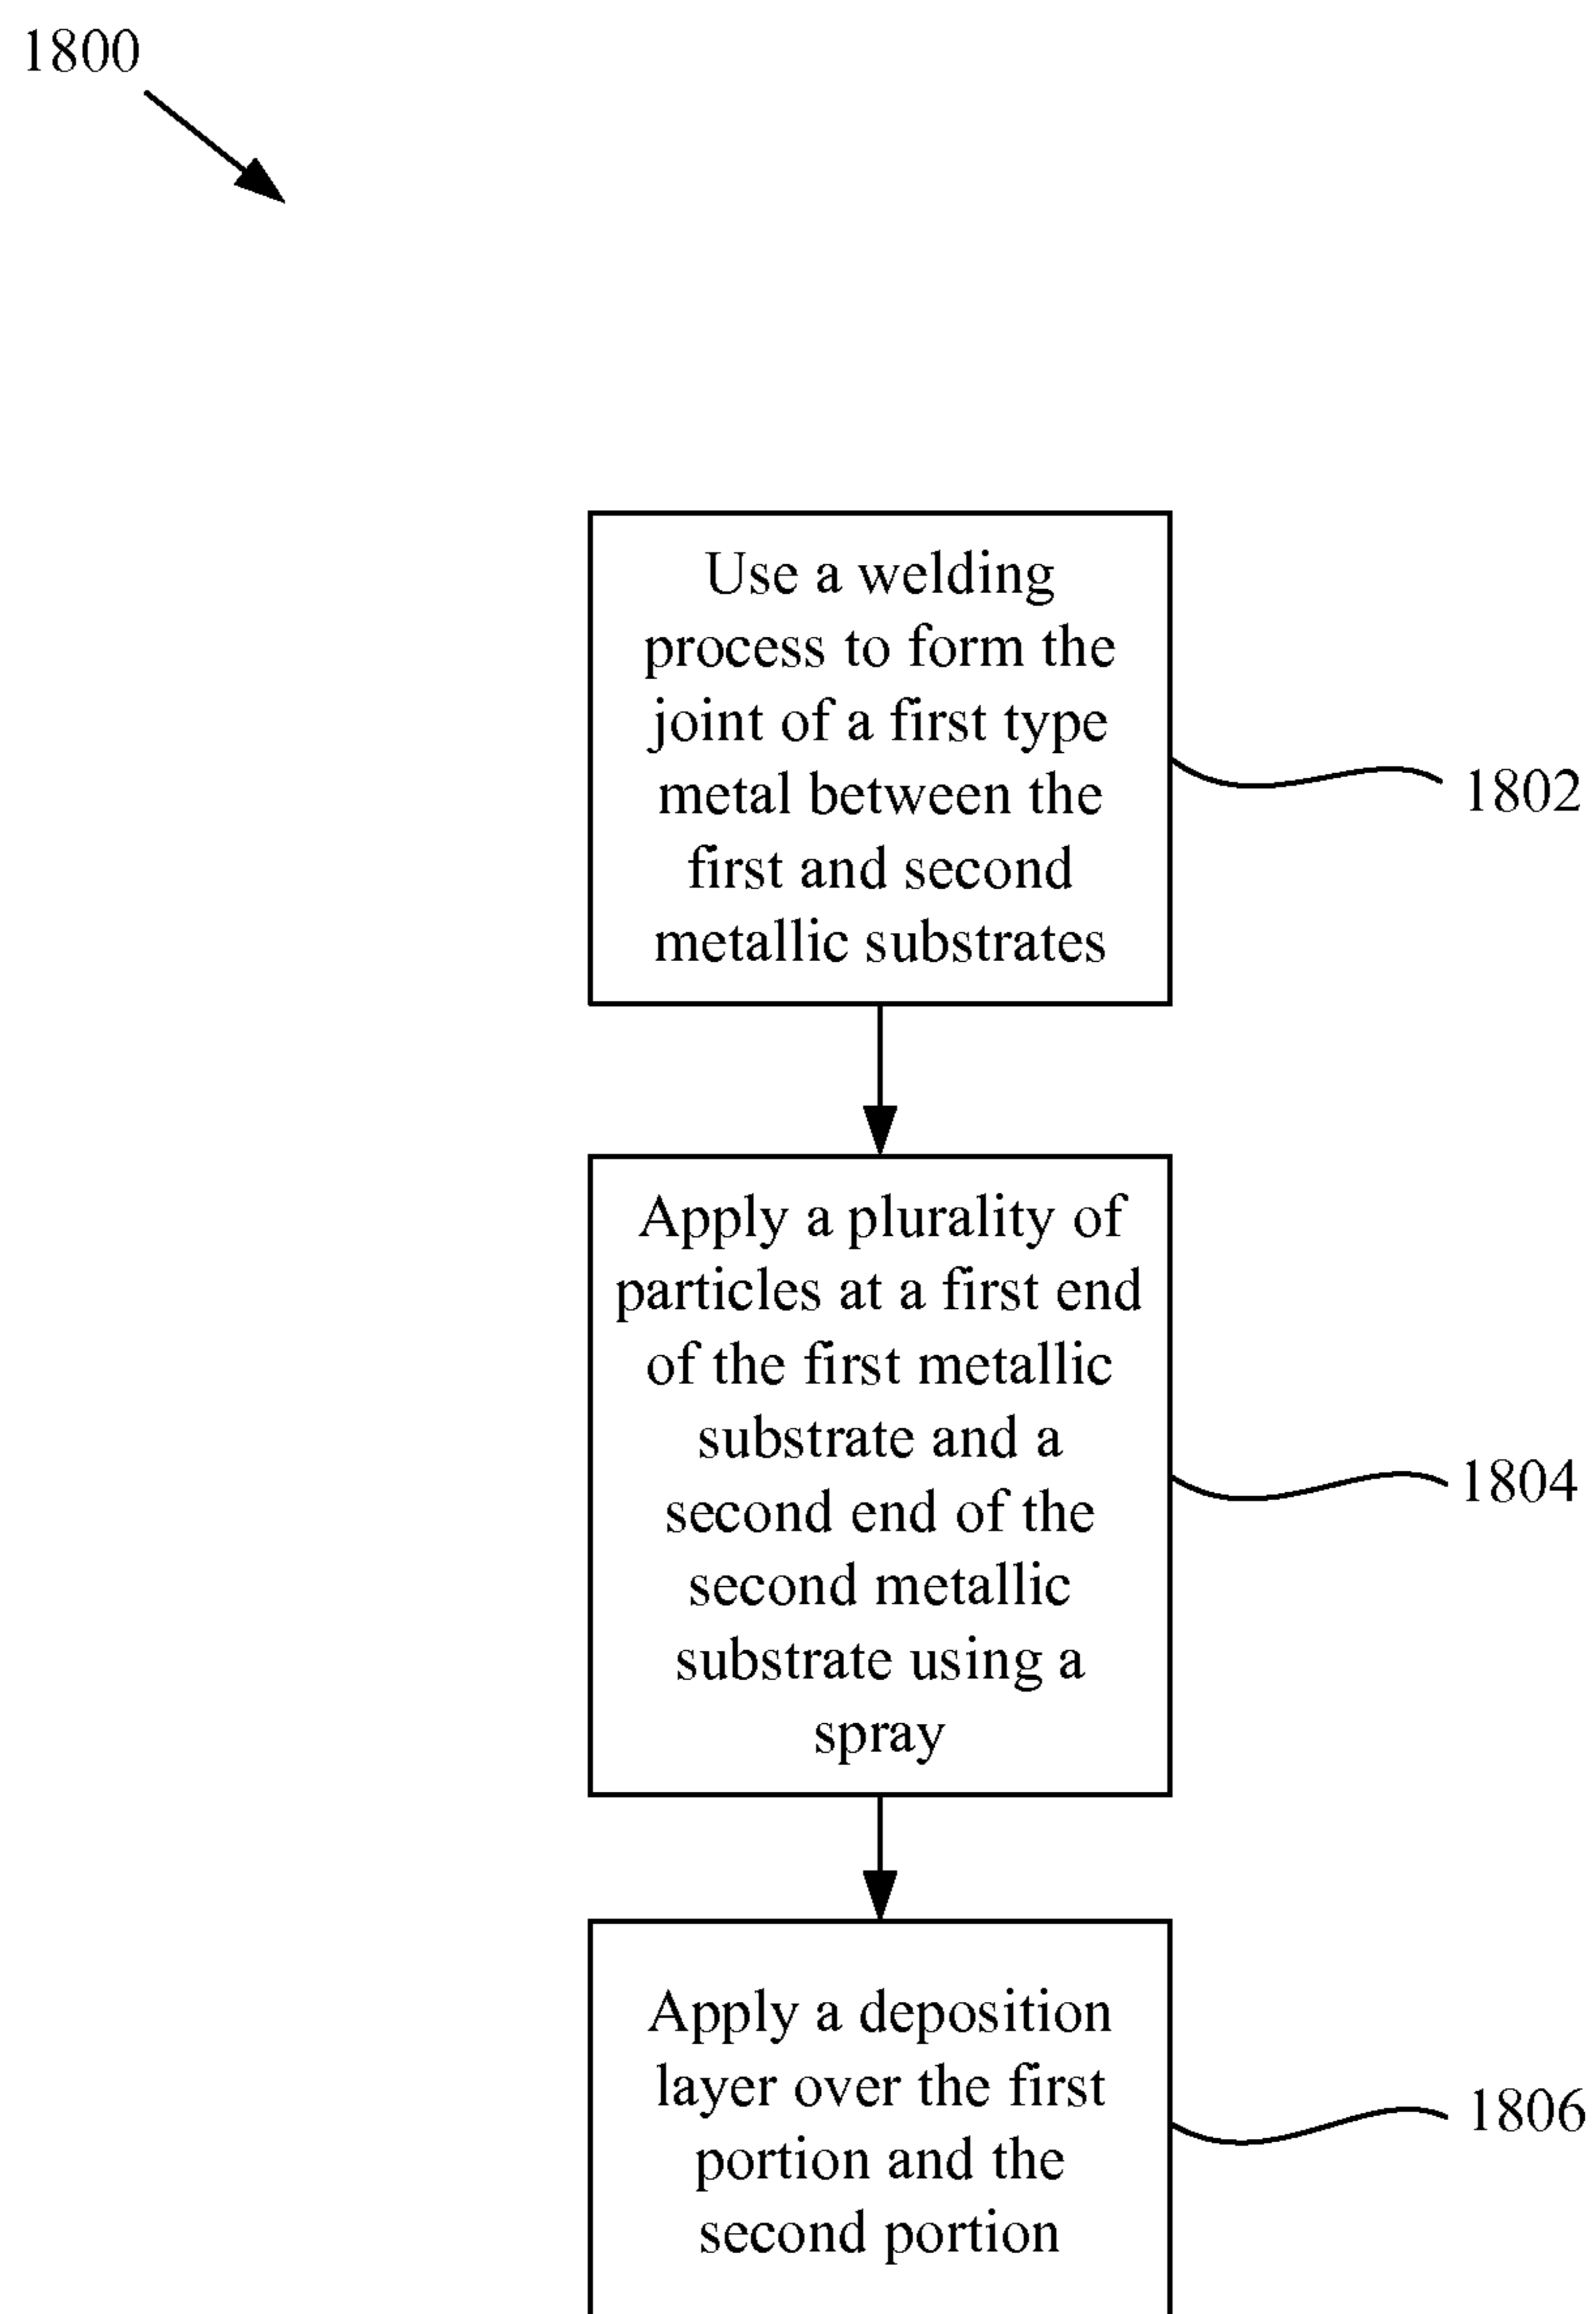 1800
Use a welding
process to form the
joint of a first type
metal between the
first and second
metallic substrates
1802
Apply a plurality of
particles at a first end
of the first metallic
substrate and a
second end of the
second metallic
substrate using a
spray
1804
Apply a deposition
layer over the first
portion and the
second portion
1806